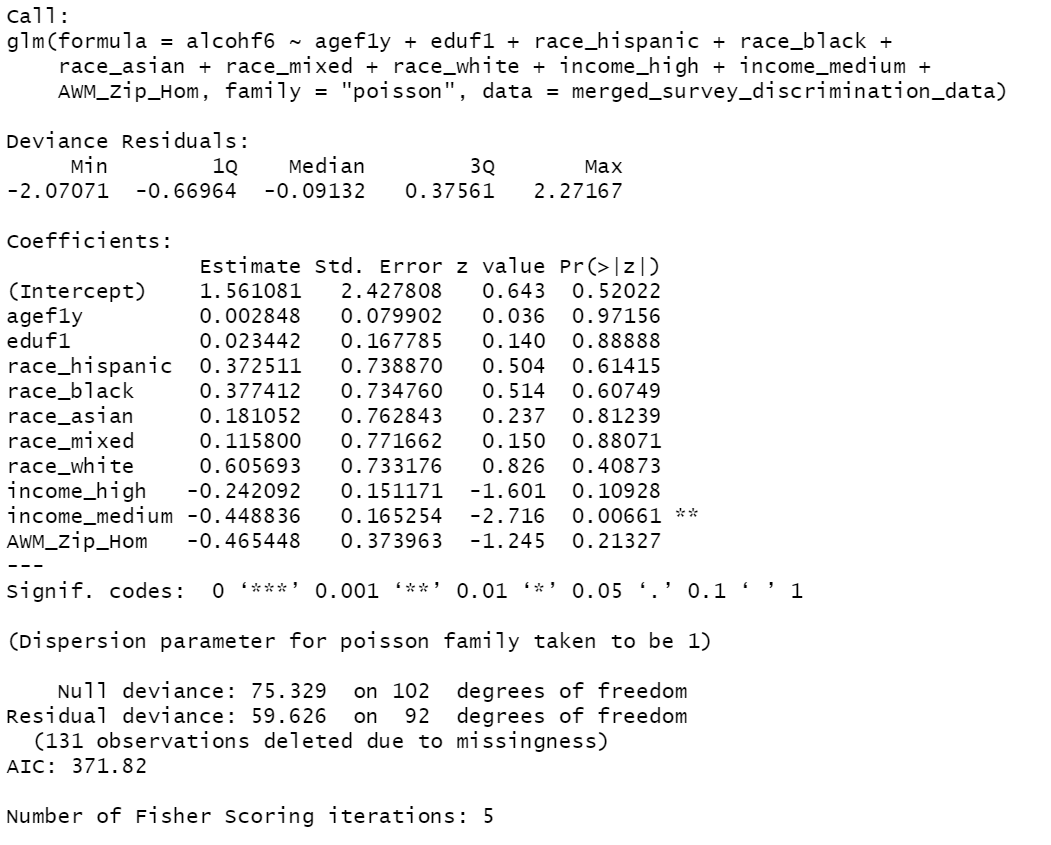 Call:
glm(formula = alcohf6 ~ agef1y + eduf1 + race_hispanic + race_black +
    race_asian + race_mixed + race_white + income_high + income_medium +
    AWM_Zip_Hom, family = "poisson", data = merged_survey_discrimination_data)
Deviance Residuals:
     Min        1Q    Median        3Q       Max
-2.07071  -0.66964  -0.09132   0.37561   2.27167
Coefficients:
               Estimate Std. Error z value Pr(>|z|)
(Intercept)    1.561081   2.427808   0.643  0.52022
agef1y         0.002848   0.079902   0.036  0.97156
eduf1          0.023442   0.167785   0.140  0.88888
race_hispanic  0.372511   0.738870   0.504  0.61415
race_black     0.377412   0.734760   0.514  0.60749
race_asian     0.181052   0.762843   0.237  0.81239
race_mixed     0.115800   0.771662   0.150  0.88071
race_white     0.605693   0.733176   0.826  0.40873
income_high   -0.242092   0.151171  -1.601  0.10928
income_medium -0.448836   0.165254  -2.716  0.00661 **
AWM_Zip_Hom   -0.465448   0.373963  -1.245  0.21327
---
Signif. codes:  0 ‘***’ 0.001 ‘**’ 0.01 ‘*’ 0.05 ‘.’ 0.1 ‘ ’ 1
(Dispersion parameter for poisson family taken to be 1)
    Null deviance: 75.329  on 102  degrees of freedom
Residual deviance: 59.626  on  92  degrees of freedom
  (131 observations deleted due to missingness)
AIC: 371.82
Number of Fisher Scoring iterations: 5